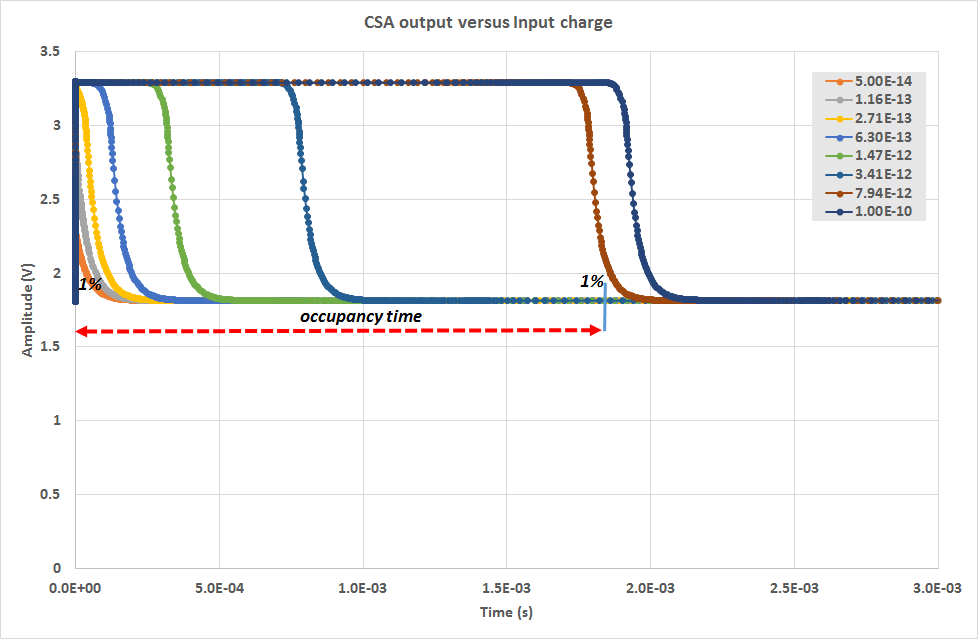 CSA output versus Input charge
3.5
3
2.5
2
1.5
1
0.5
0
Amplitude (V)
5.00E-14
1.16E-13
2.71E-13
6.30E-13
1.47E-12
3.41E-12
7.94E-12
1.00E-10
1%
1%
occupancy time
0.0E+00
5.0E-04
1.0E-03
1.5E-03
2.0E-03
2.5E-03
3.0E-03
Time (s)